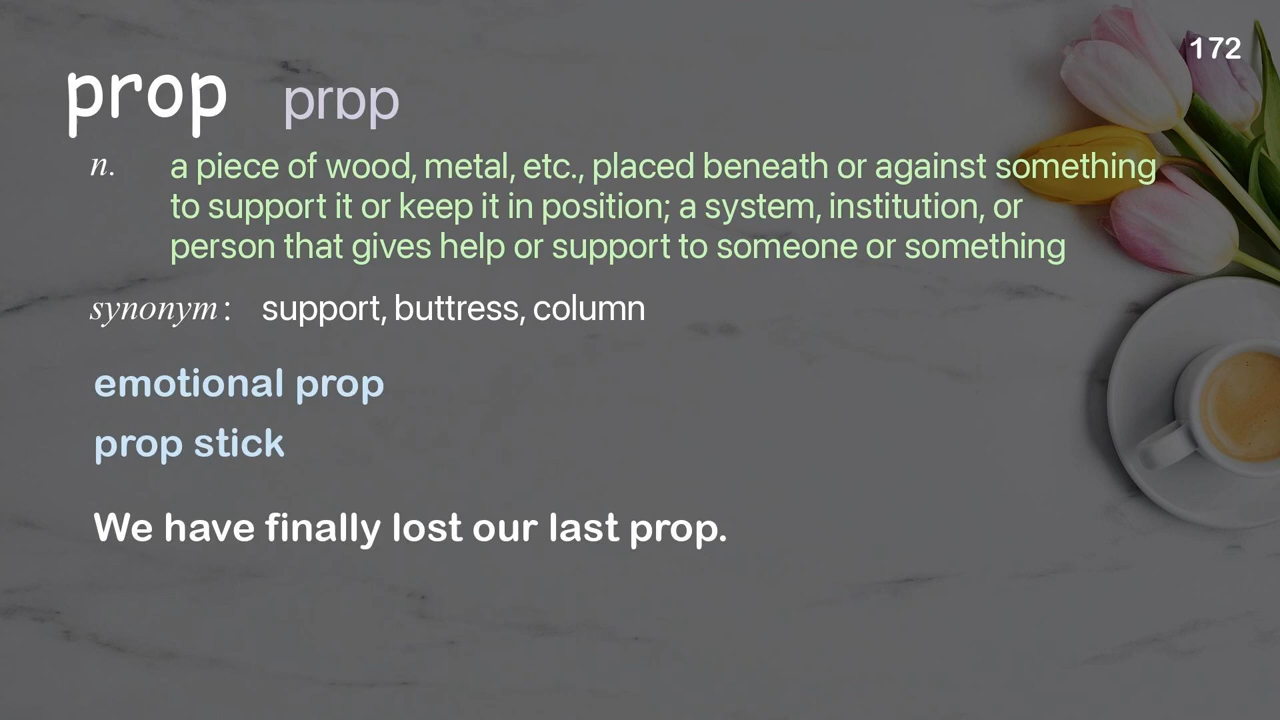 172
prop prɒp
n. a piece of wood, metal, etc., placed beneath or against something
to support it or keep it in position; a system, institution, or
person that gives help or support to someone or something
synonym: support, buttress, column
emotional prop
prop stick
We have finally lost our last prop.